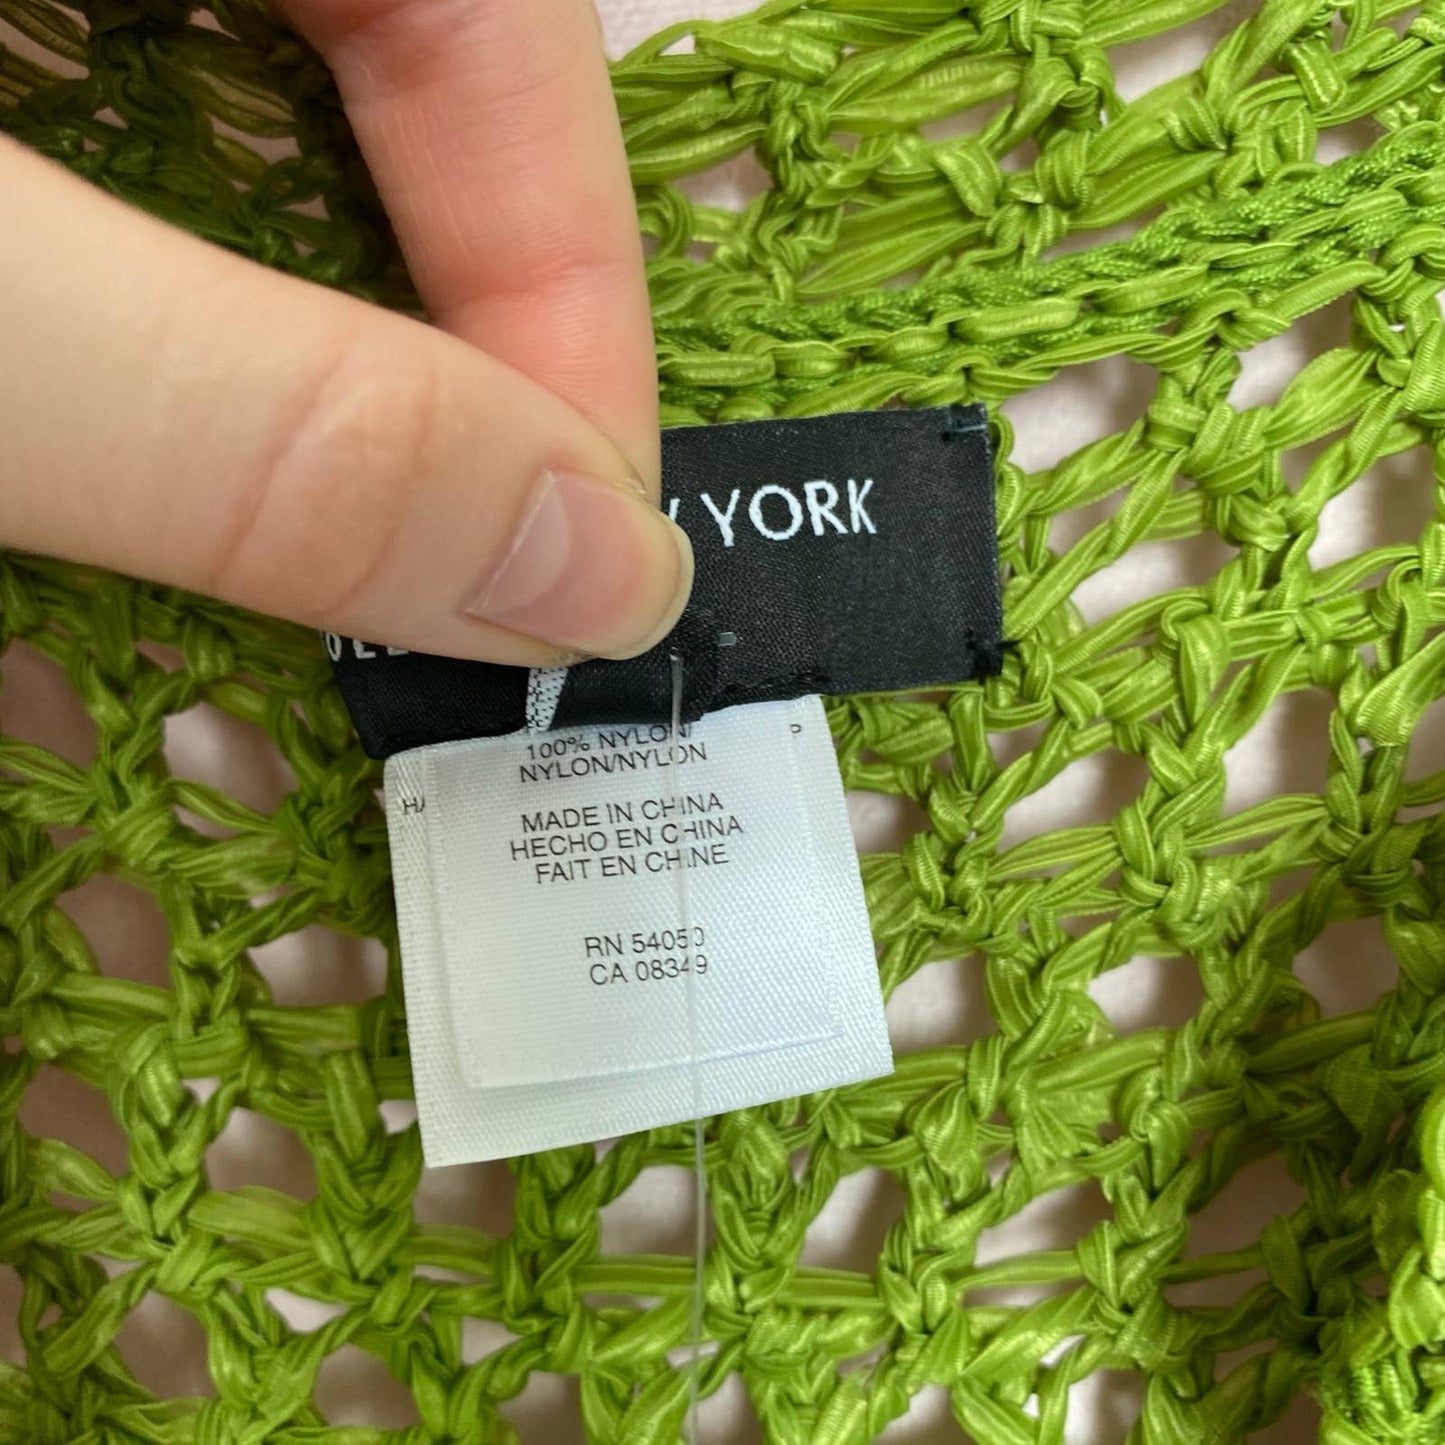 YORK
100% NYLON/
NYLON/NYLON
MADE IN CHINA
HECHO EN CHINA
FAIT EN CHINE
RN 54050
CA 08349